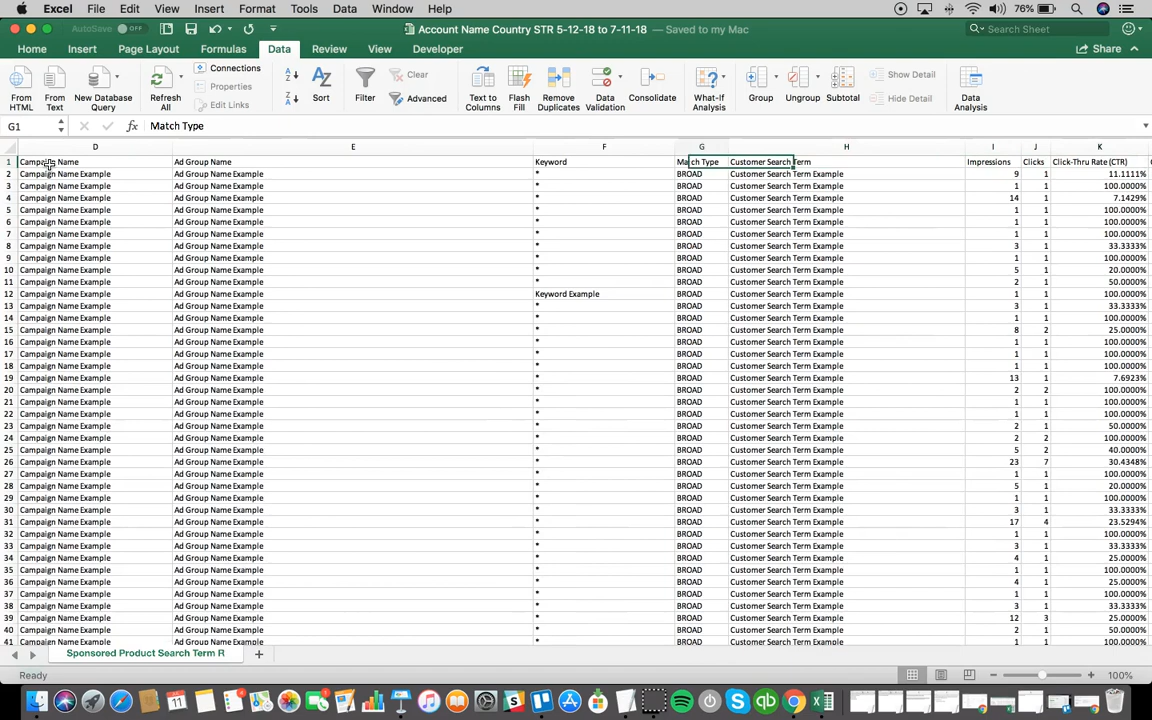 Excel File Edit View Insert Format Tools Data Window Help 76%
AutoSave OFF Account Name Country STR 5-12-18 to 7-11-18 — Saved to my Mac Search Sheet
Home Insert Page Layout Formulas Data Review View Developer Share
From HTML From Text New Database Query Refresh All Connections Properties Edit Links Sort Filter Clear Advanced Text to Columns Flash Fill Remove Duplicates Data Validation Consolidate What-If Analysis Group Ungroup Subtotal Show Detail Hide Detail Data Analysis
G1 fx Match Type
D E F G H I J K
1 Campaign Name Ad Group Name Keyword Match Type Customer Search Term Impressions Clicks Click-Thru Rate (CTR)
2 Campaign Name Example Ad Group Name Example * BROAD Customer Search Term Example 9 1 11.1111%
3 Campaign Name Example Ad Group Name Example * BROAD Customer Search Term Example 1 1 100.0000%
4 Campaign Name Example Ad Group Name Example * BROAD Customer Search Term Example 14 1 7.1429%
5 Campaign Name Example Ad Group Name Example * BROAD Customer Search Term Example 1 1 100.0000%
6 Campaign Name Example Ad Group Name Example * BROAD Customer Search Term Example 1 1 100.0000%
7 Campaign Name Example Ad Group Name Example * BROAD Customer Search Term Example 1 1 100.0000%
8 Campaign Name Example Ad Group Name Example * BROAD Customer Search Term Example 3 1 33.3333%
9 Campaign Name Example Ad Group Name Example * BROAD Customer Search Term Example 1 1 100.0000%
10 Campaign Name Example Ad Group Name Example * BROAD Customer Search Term Example 5 1 20.0000%
11 Campaign Name Example Ad Group Name Example * BROAD Customer Search Term Example 2 1 50.0000%
12 Campaign Name Example Ad Group Name Example Keyword Example BROAD Customer Search Term Example 1 1 100.0000%
13 Campaign Name Example Ad Group Name Example * BROAD Customer Search Term Example 3 1 33.3333%
14 Campaign Name Example Ad Group Name Example * BROAD Customer Search Term Example 1 1 100.0000%
15 Campaign Name Example Ad Group Name Example * BROAD Customer Search Term Example 8 2 25.0000%
16 Campaign Name Example Ad Group Name Example * BROAD Customer Search Term Example 1 1 100.0000%
17 Campaign Name Example Ad Group Name Example * BROAD Customer Search Term Example 1 1 100.0000%
18 Campaign Name Example Ad Group Name Example * BROAD Customer Search Term Example 1 1 100.0000%
19 Campaign Name Example Ad Group Name Example * BROAD Customer Search Term Example 13 1 7.6923%
20 Campaign Name Example Ad Group Name Example * BROAD Customer Search Term Example 2 2 100.0000%
21 Campaign Name Example Ad Group Name Example * BROAD Customer Search Term Example 1 1 100.0000%
22 Campaign Name Example Ad Group Name Example * BROAD Customer Search Term Example 1 1 100.0000%
23 Campaign Name Example Ad Group Name Example * BROAD Customer Search Term Example 2 1 50.0000%
24 Campaign Name Example Ad Group Name Example * BROAD Customer Search Term Example 2 2 100.0000%
25 Campaign Name Example Ad Group Name Example * BROAD Customer Search Term Example 5 2 40.0000%
26 Campaign Name Example Ad Group Name Example * BROAD Customer Search Term Example 23 7 30.4348%
27 Campaign Name Example Ad Group Name Example * BROAD Customer Search Term Example 1 1 100.0000%
28 Campaign Name Example Ad Group Name Example * BROAD Customer Search Term Example 5 1 20.0000%
29 Campaign Name Example Ad Group Name Example * BROAD Customer Search Term Example 1 1 100.0000%
30 Campaign Name Example Ad Group Name Example * BROAD Customer Search Term Example 3 1 33.3333%
31 Campaign Name Example Ad Group Name Example * BROAD Customer Search Term Example 17 4 23.5294%
32 Campaign Name Example Ad Group Name Example * BROAD Customer Search Term Example 1 1 100.0000%
33 Campaign Name Example Ad Group Name Example * BROAD Customer Search Term Example 3 1 33.3333%
34 Campaign Name Example Ad Group Name Example * BROAD Customer Search Term Example 4 1 25.0000%
35 Campaign Name Example Ad Group Name Example * BROAD Customer Search Term Example 1 1 100.0000%
36 Campaign Name Example Ad Group Name Example * BROAD Customer Search Term Example 4 1 25.0000%
37 Campaign Name Example Ad Group Name Example * BROAD Customer Search Term Example 1 1 100.0000%
38 Campaign Name Example Ad Group Name Example * BROAD Customer Search Term Example 3 1 33.3333%
39 Campaign Name Example Ad Group Name Example * BROAD Customer Search Term Example 12 3 25.0000%
40 Campaign Name Example Ad Group Name Example * BROAD Customer Search Term Example 2 1 50.0000%
41 Campaign Name Example Ad Group Name Example * BROAD Customer Search Term Example 1 1 100.0000%
Sponsored Product Search Term R
Ready 100%